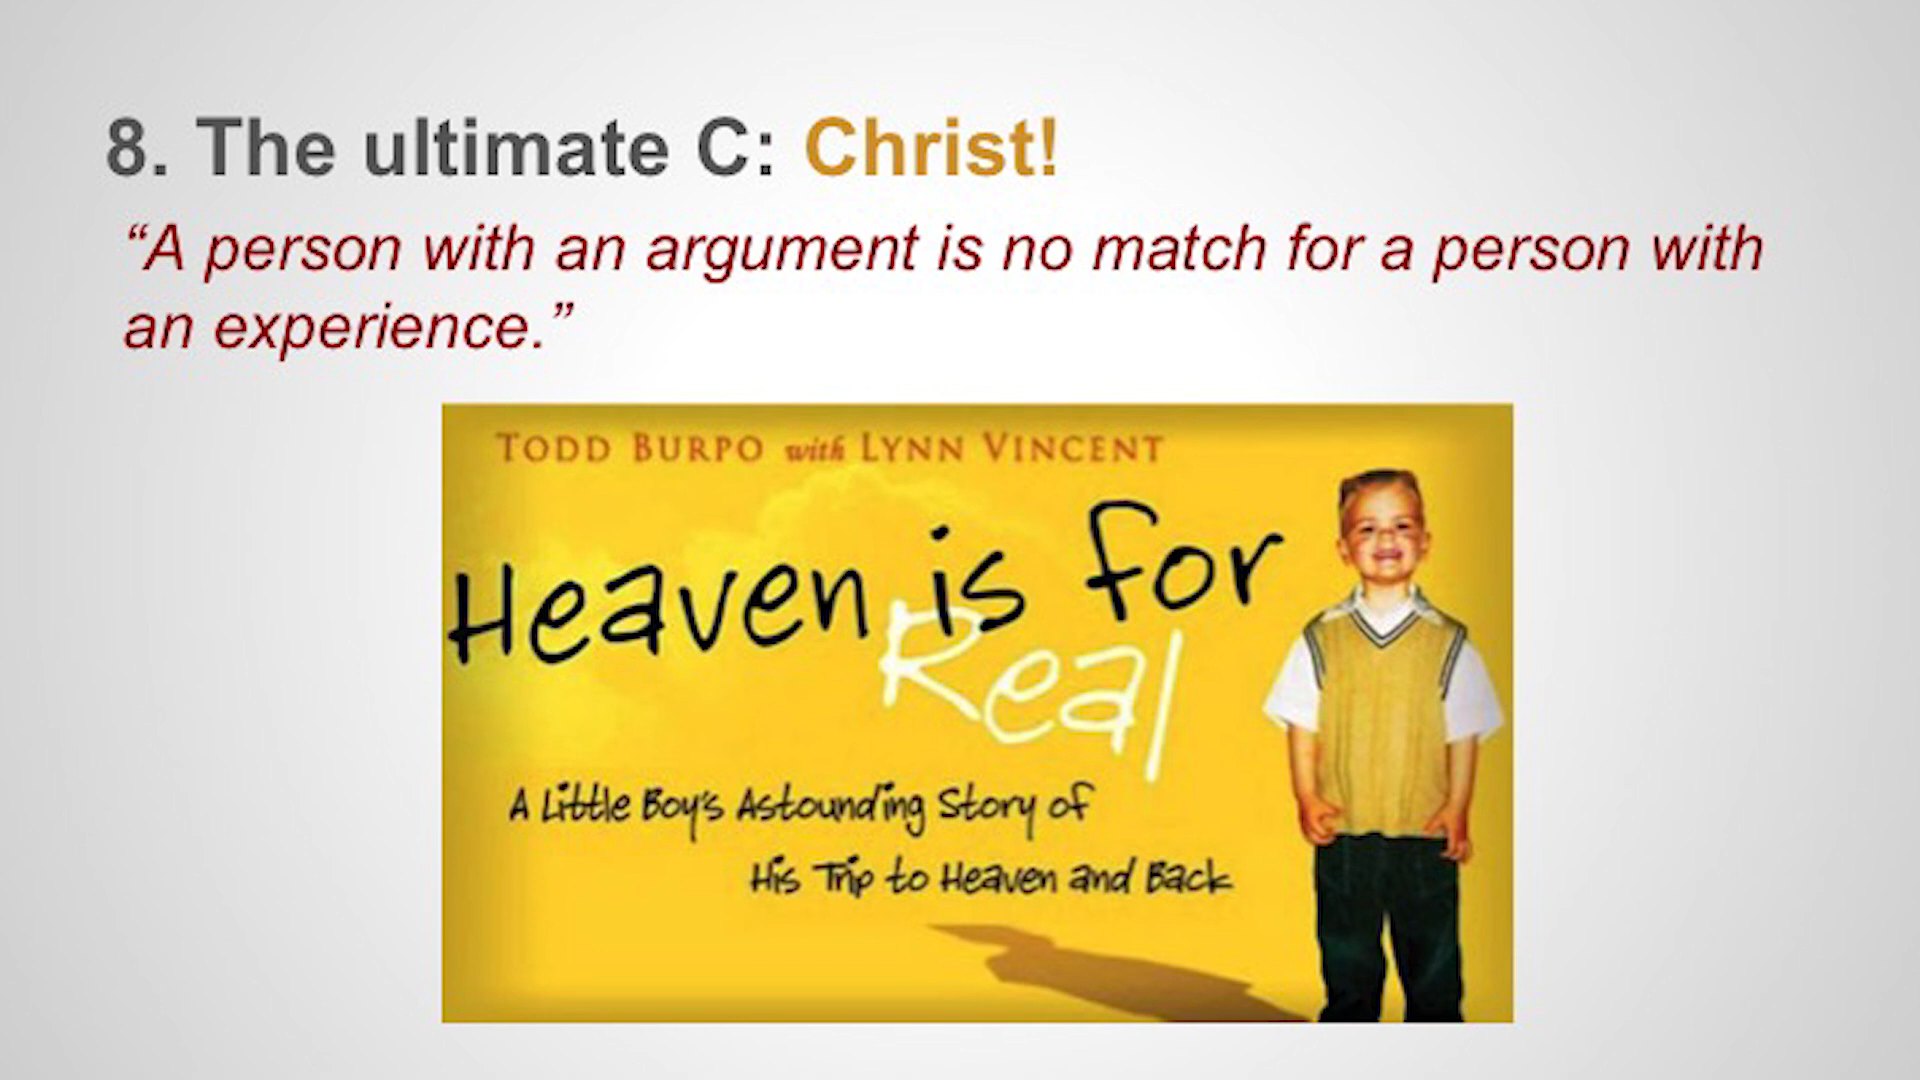 8. The ultimate C: Christ!
“A person with an argument is no match for a person with
an experience.”
TODD BURPO with LYNN VINCENT
Heaven is for
Real
A Little Boy's Astounding Story of
His Trip to Heaven and Back